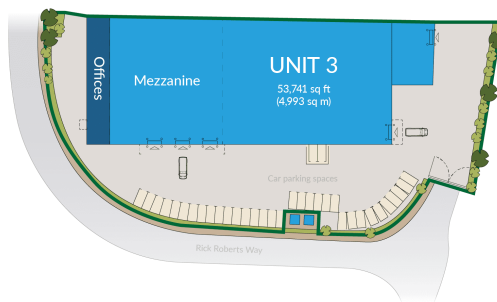 UNIT 3
53,741 sq ft
(4,993 sq m)
Mezzanine
Offices
Car parking spaces
Rick Roberts Way